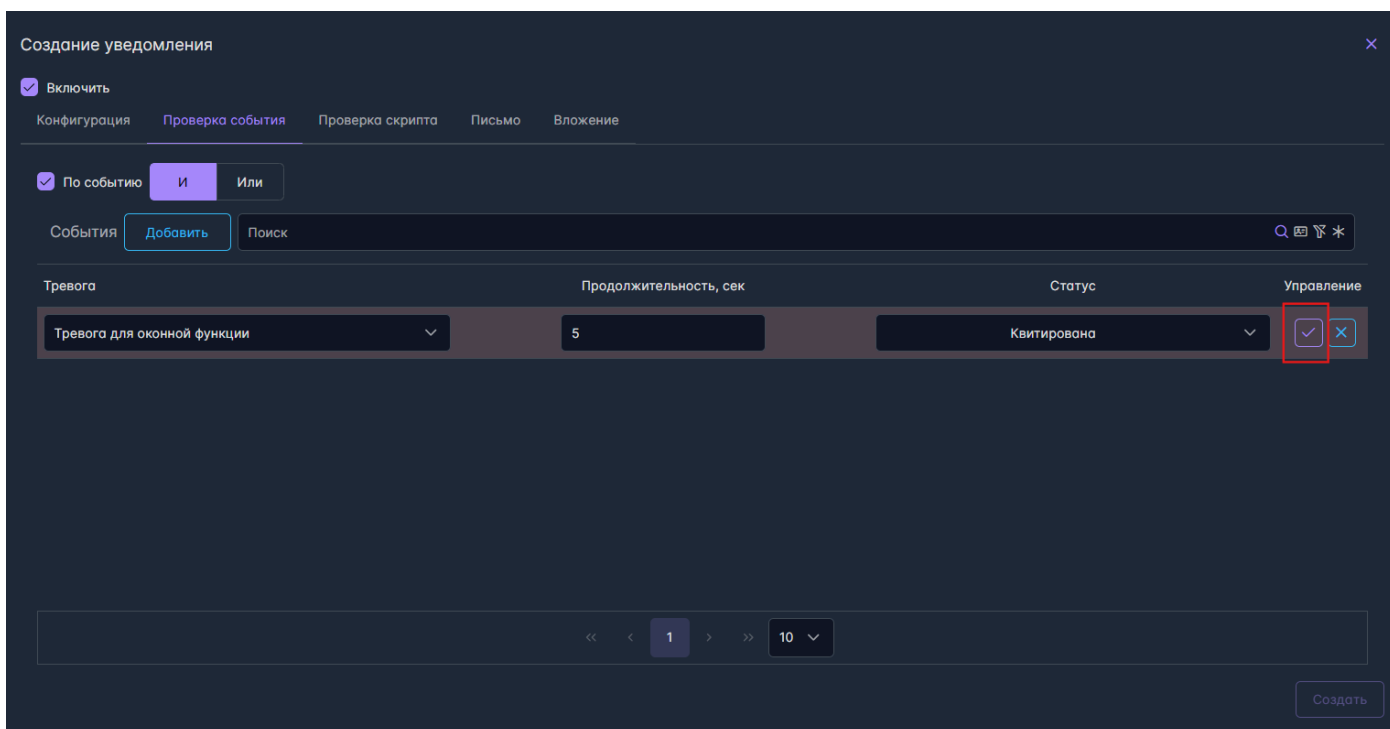 Создание уведомления
Включить
Конфигурация Проверка события Проверка скрипта Письмо Вложение
По событию И Или
События Добавить Поиск
Тревога Продолжительность, сек Статус Управление
Тревога для оконной функции 5 Квитирована
1 10
Создать